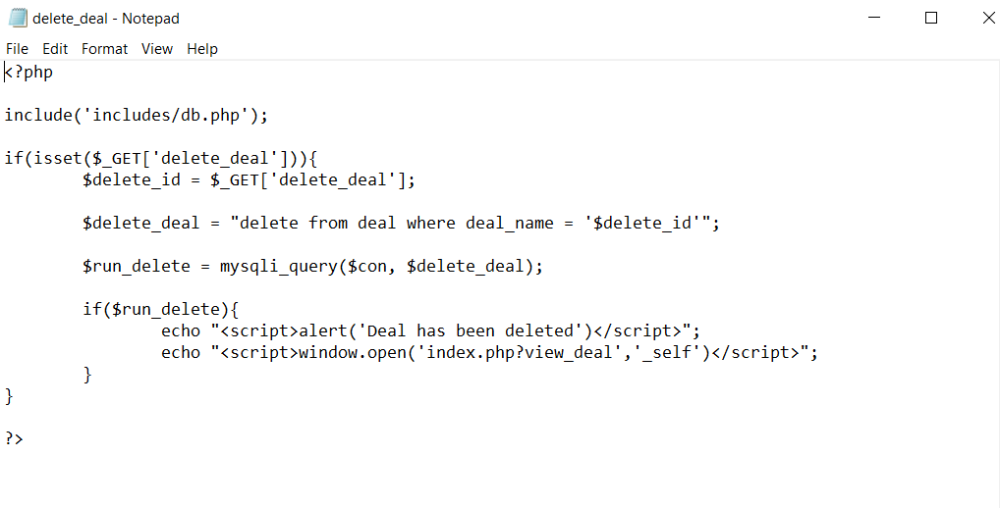 delete_deal - Notepad
File Edit Format View Help
<?php
include('includes/db.php');
if(isset($_GET['delete_deal'])){
$delete_id = $_GET['delete_deal'];
$delete_deal = "delete from deal where deal_name = '$delete_id'";
$run_delete = mysqli_query($con, $delete_deal);
if($run_delete){
echo "<script>alert('Deal has been deleted')</script>";
echo "<script>window.open('index.php?view_deal','_self')</script>";
}
}
?>